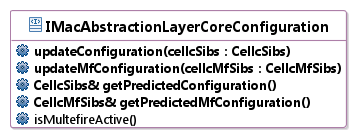 IMacAbstractionLayerCoreConfiguration
updateConfiguration(cellcSibs : CellcSibs)
updateMfConfiguration(cellcMfSibs : CellcMfSibs)
CellcSibs& getPredictedConfiguration()
CellcMfSibs& getPredictedMfConfiguration()
isMultefireActive()